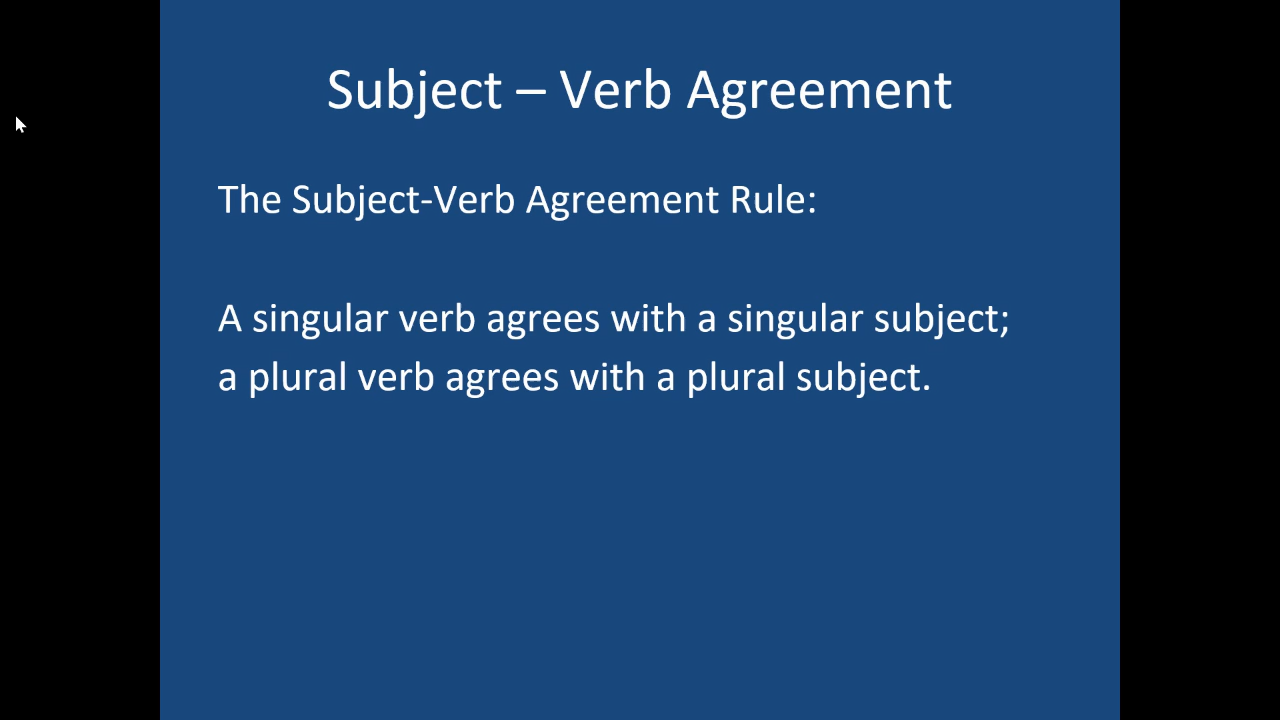 Subject – Verb Agreement
The Subject-Verb Agreement Rule:
A singular verb agrees with a singular subject;
a plural verb agrees with a plural subject.